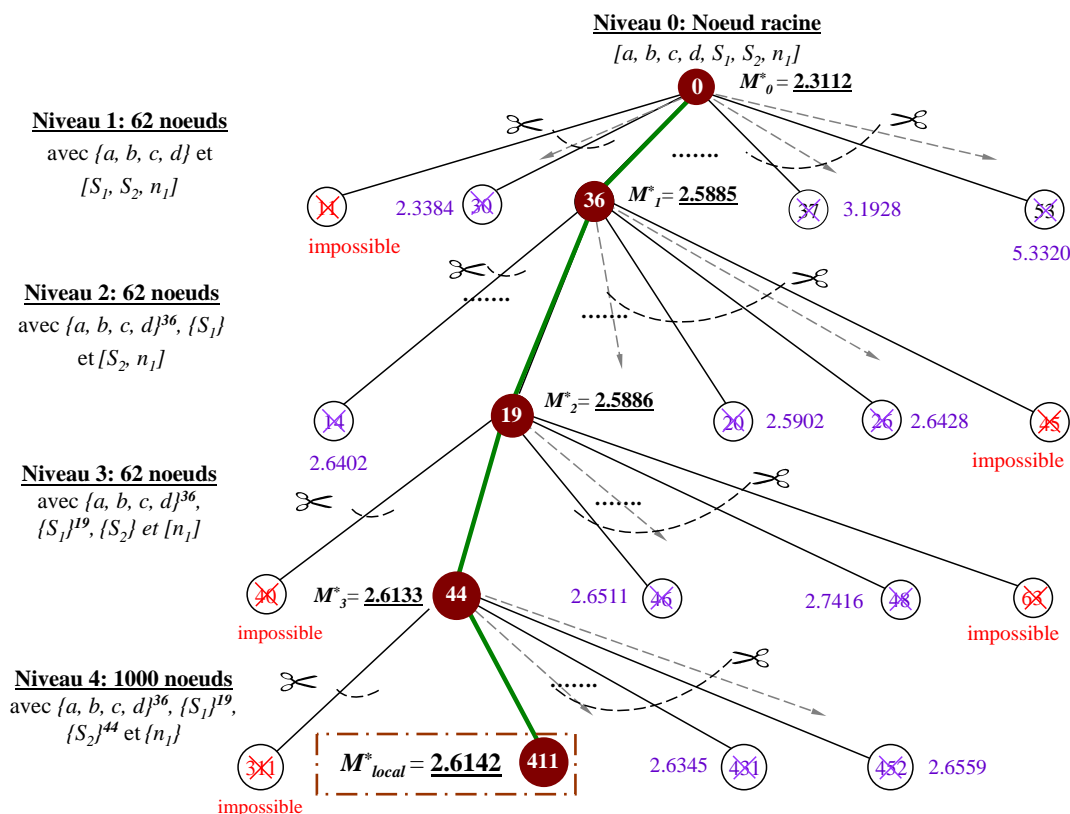 Niveau 0: Noeud racine
[a, b, c, d, S₁, S₂, n₁]
0
M*₀= 2.3112
Niveau 1: 62 noeuds
avec {a, b, c, d} et
[S₁, S₂, n₁]
.......
11
impossible
2.3384
30
36
M*₁= 2.5885
37
3.1928
53
5.3320
Niveau 2: 62 noeuds
avec {a, b, c, d}³⁶, {S₁}
et [S₂, n₁]
.......
.......
14
2.6402
19
M*₂= 2.5886
20
2.5902
26
2.6428
45
impossible
Niveau 3: 62 noeuds
avec {a, b, c, d}³⁶,
{S₁}¹⁹, {S₂} et [n₁]
.......
40
impossible
M*₃= 2.6133
44
2.6511
46
2.7416
48
63
impossible
Niveau 4: 1000 noeuds
avec {a, b, c, d}³⁶, {S₁}¹⁹,
{S₂}⁴⁴ et {n₁}
.......
311
impossible
M*local = 2.6142
411
2.6345
431
452
2.6559